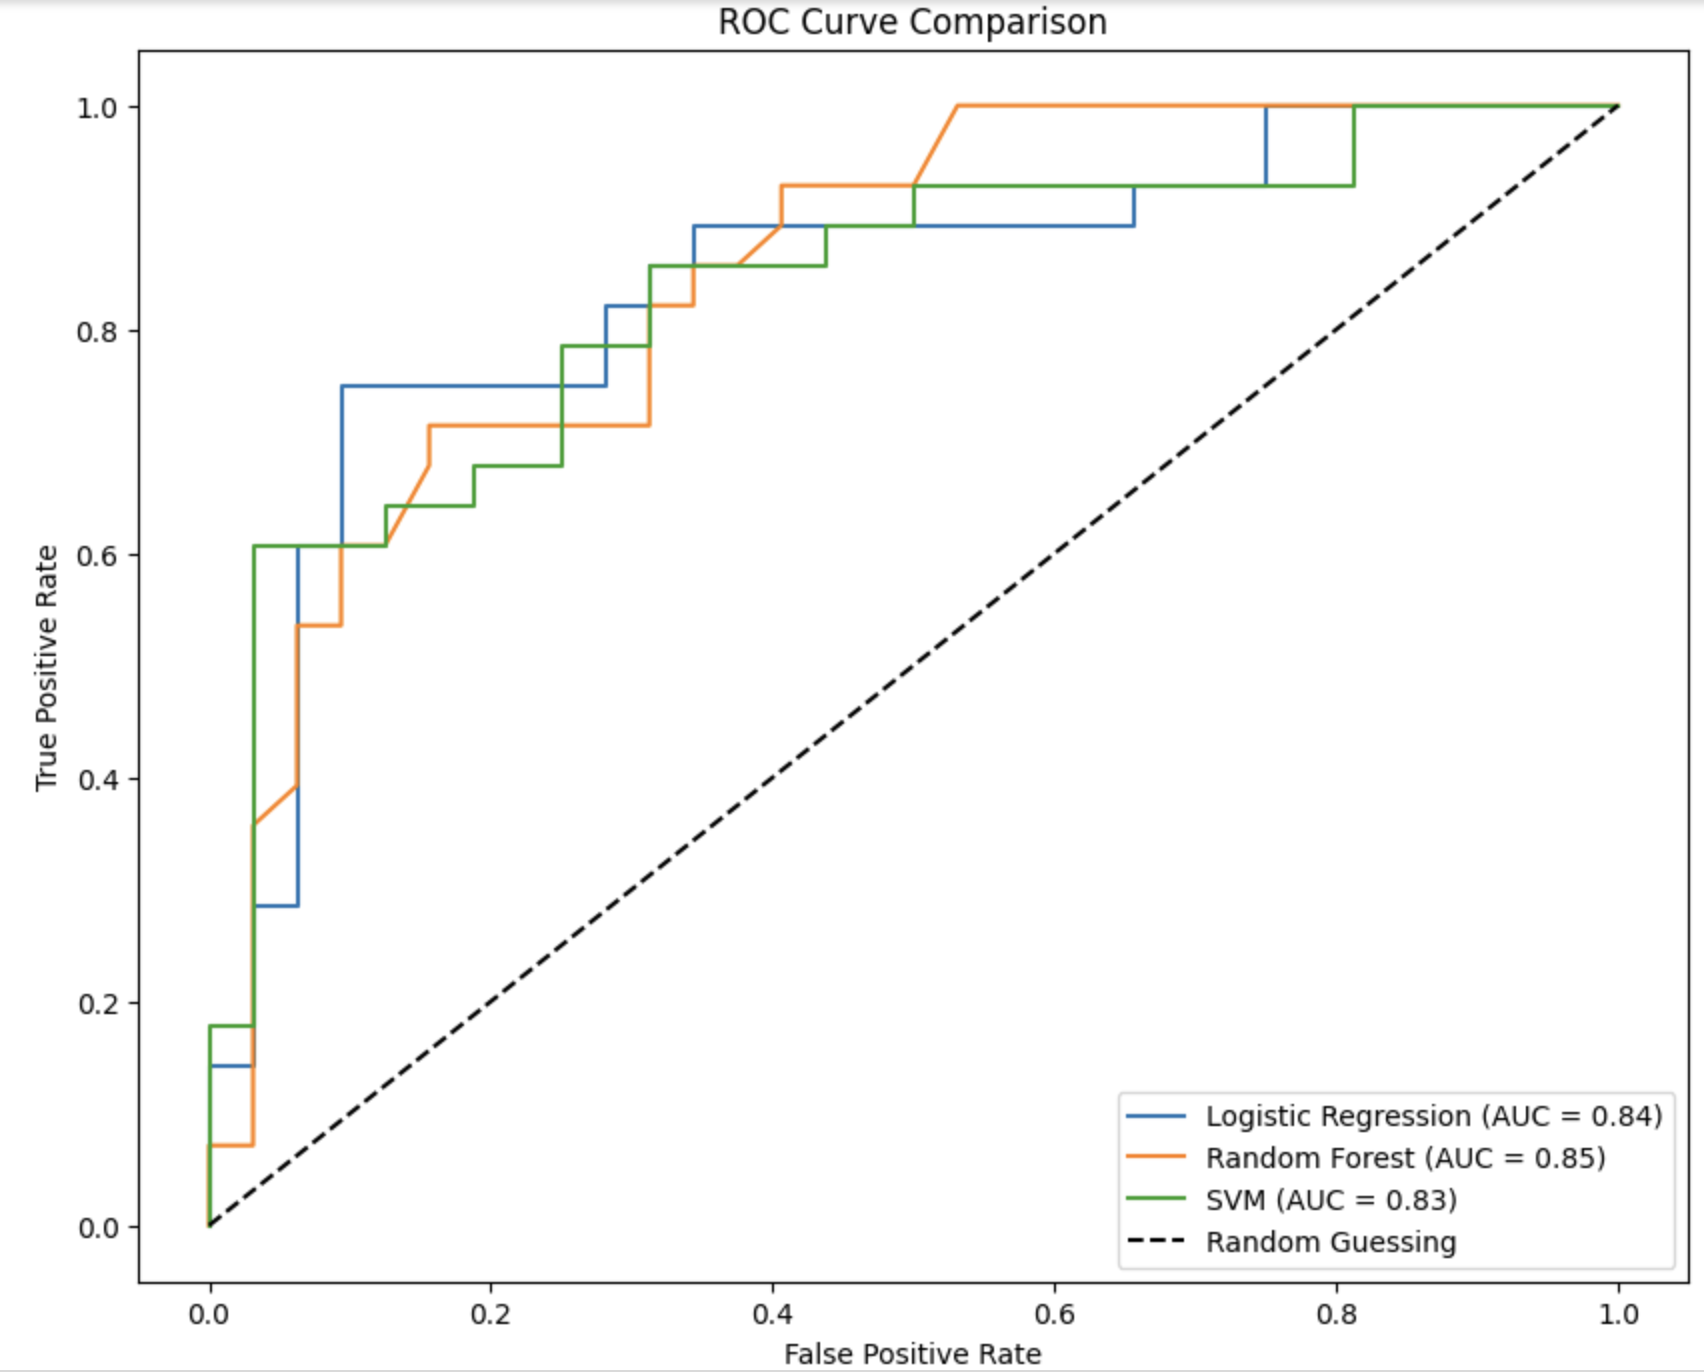 ROC Curve Comparison
1.0
0.8
0.6
0.4
0.2
0.0
True Positive Rate
Logistic Regression (AUC = 0.84)
Random Forest (AUC = 0.85)
SVM (AUC = 0.83)
Random Guessing
0.0 0.2 0.4 0.6 0.8 1.0
False Positive Rate